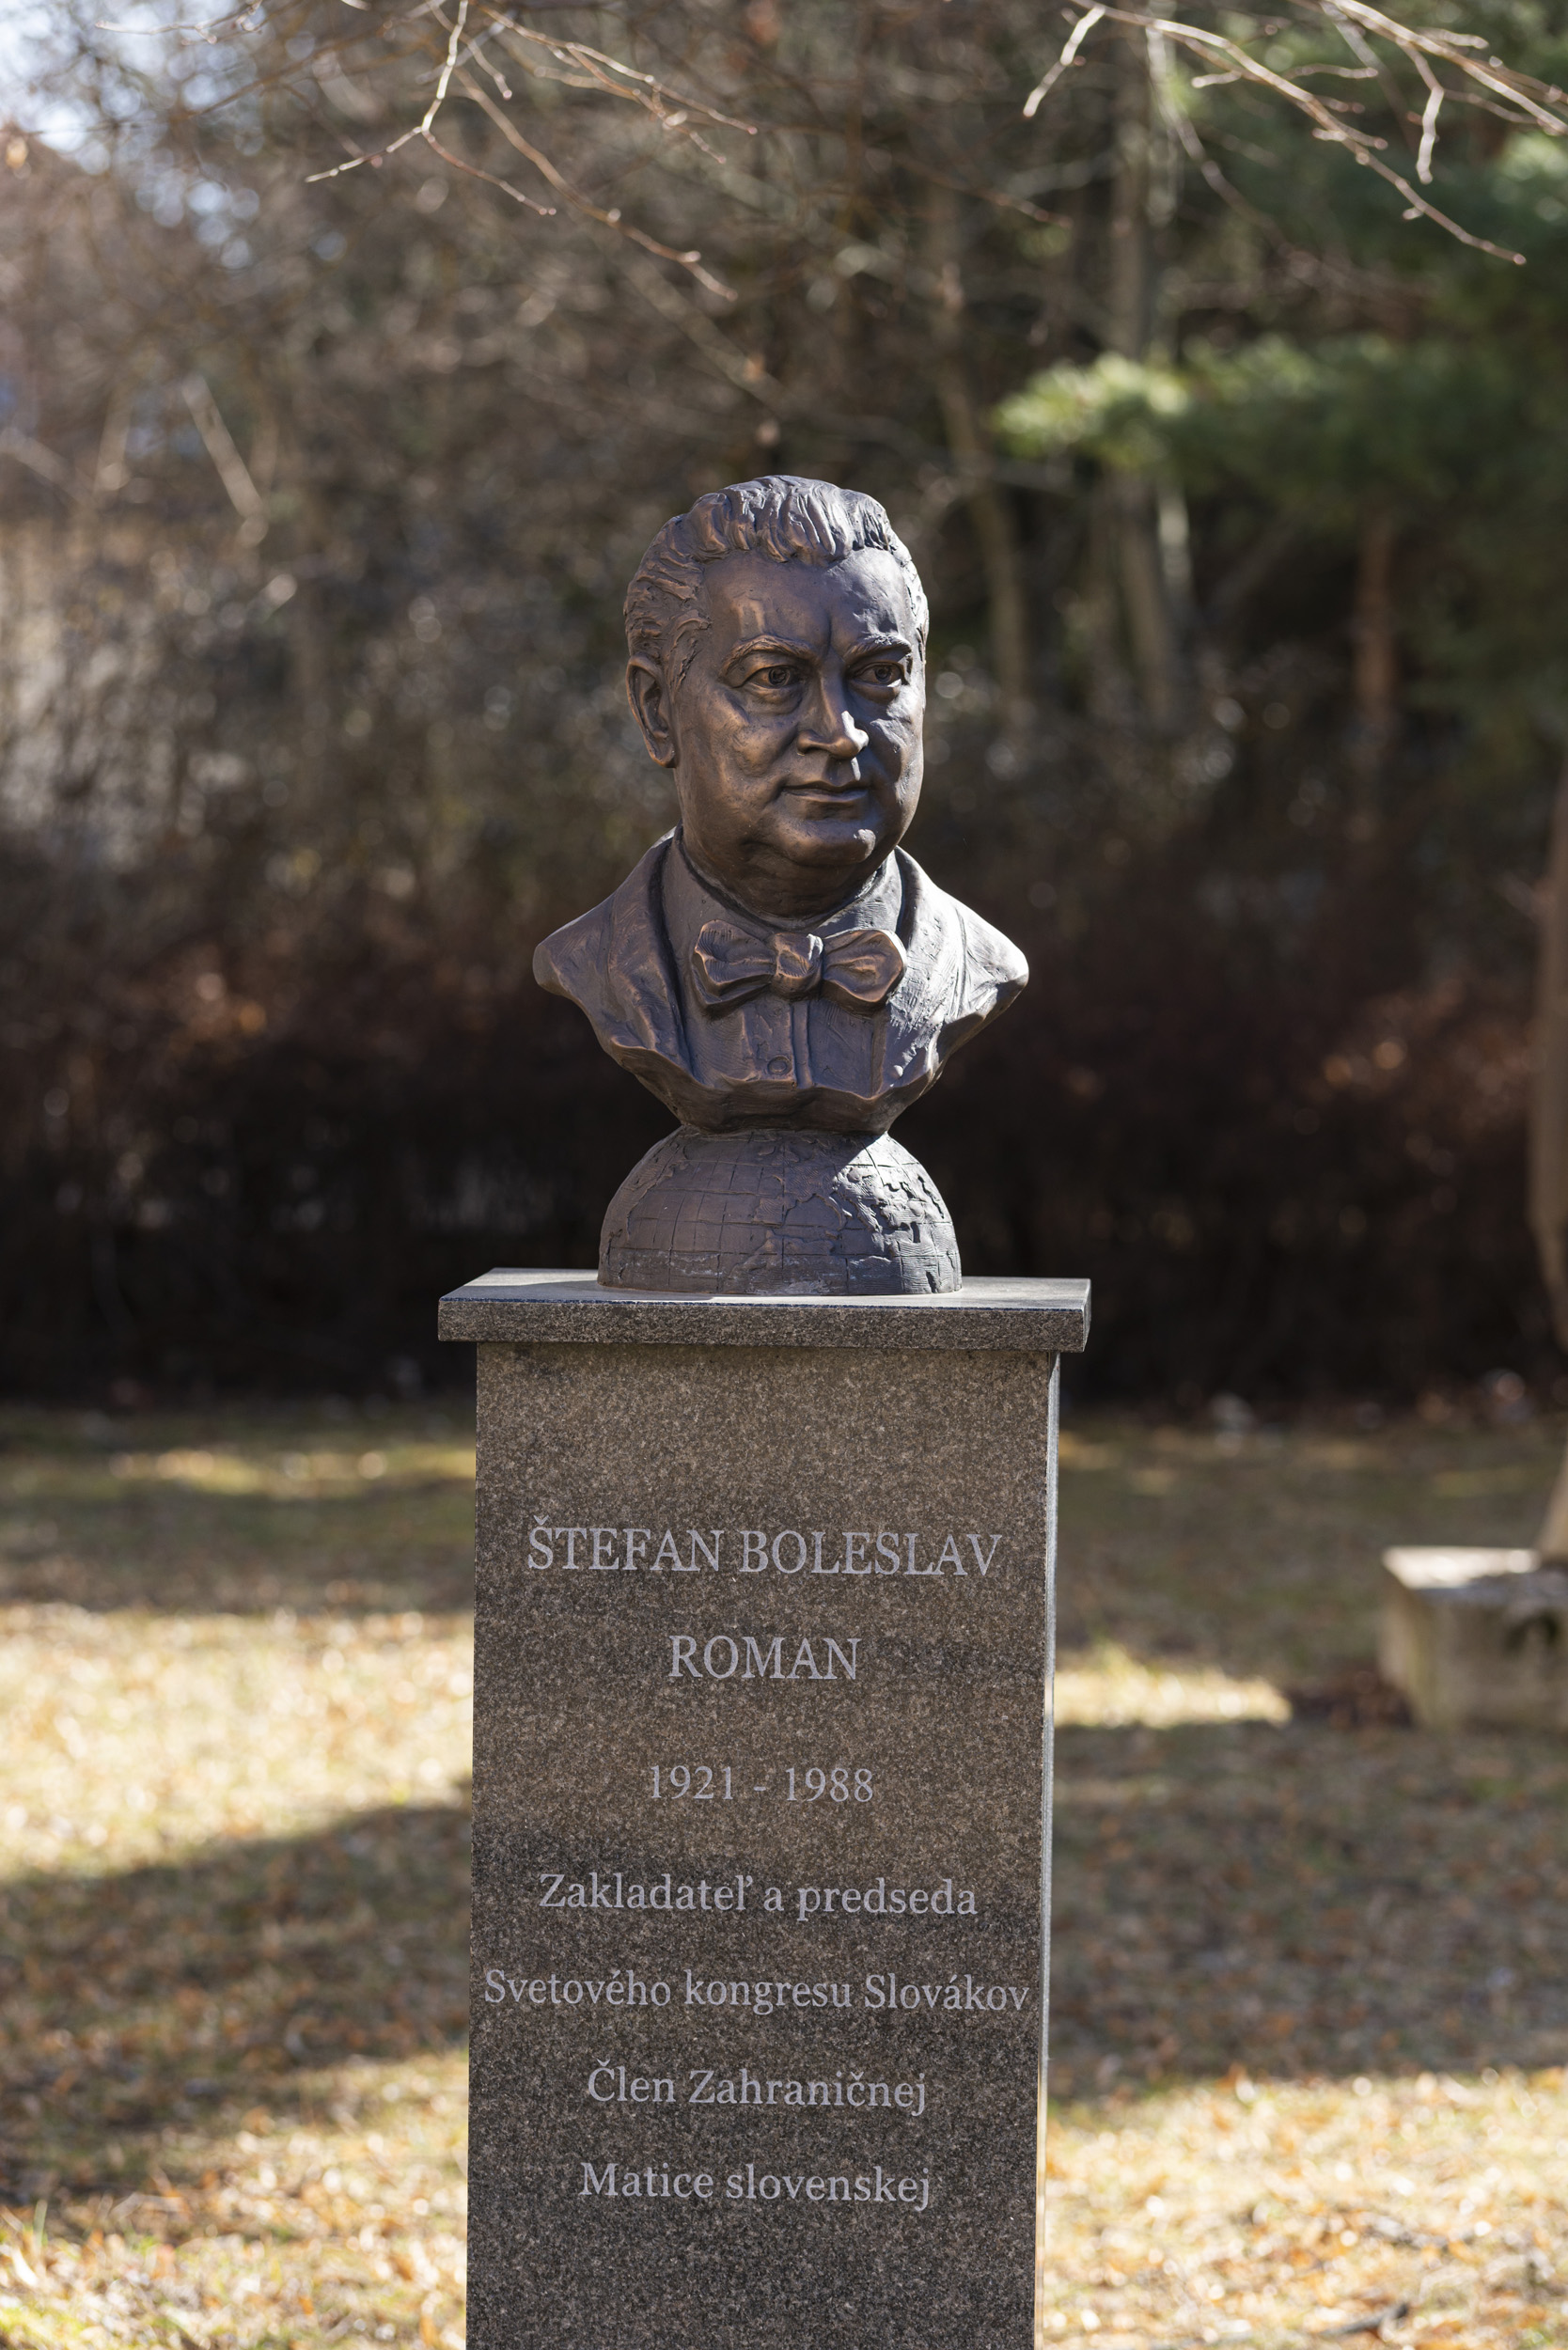 ŠTEFAN BOLESLAV
ROMAN
1921 - 1988
Zakladateľ a predseda
Svetového kongresu Slovákov
Člen Zahraničnej
Matice slovenskej